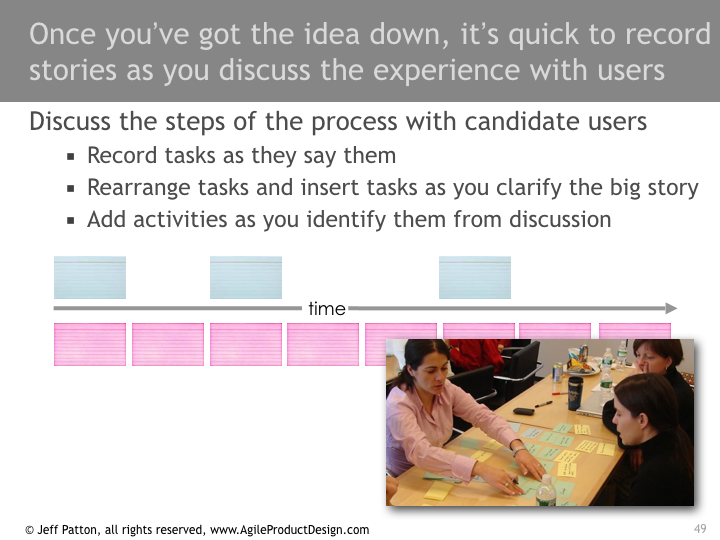 Once you’ve got the idea down, it’s quick to record
stories as you discuss the experience with users
Discuss the steps of the process with candidate users
▪ Record tasks as they say them
▪ Rearrange tasks and insert tasks as you clarify the big story
▪ Add activities as you identify them from discussion
time
© Jeff Patton, all rights reserved, www.AgileProductDesign.com
49